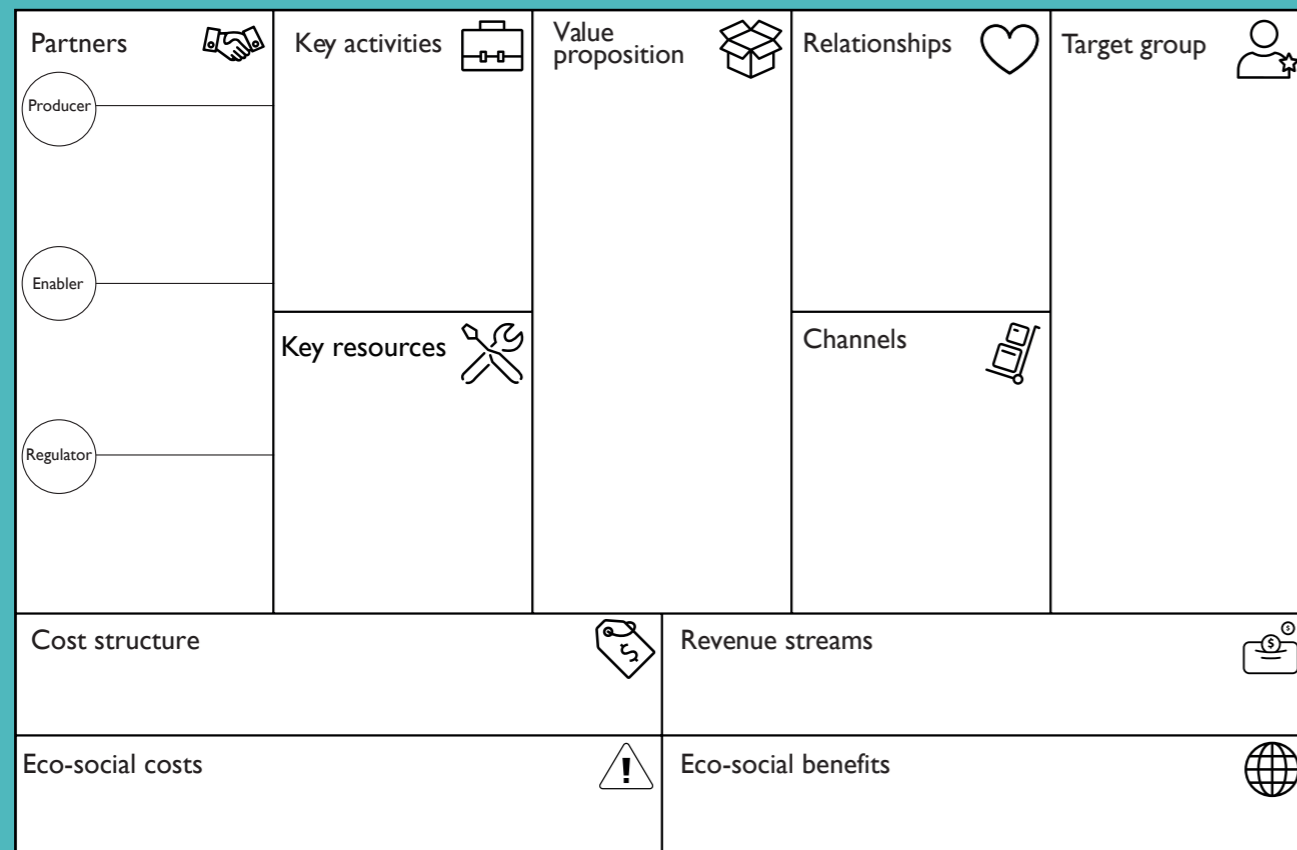 Partners
Producer
Enabler
Regulator
Key activities
Key resources
Value
proposition
Relationships
Channels
Target group
Cost structure
$
Revenue streams
$
$
Eco-social costs
!
Eco-social benefits